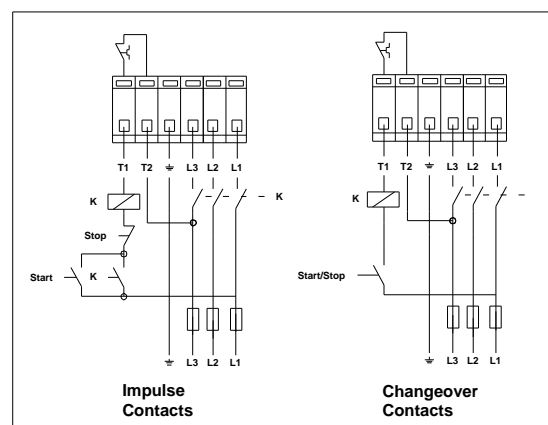 T1 T2 L3 L2 L1
K K
Stop
Start K
L3 L2 L1
Impulse
Contacts
T1 T2 L3 L2 L1
K K
Start/Stop
L3 L2 L1
Changeover
Contacts